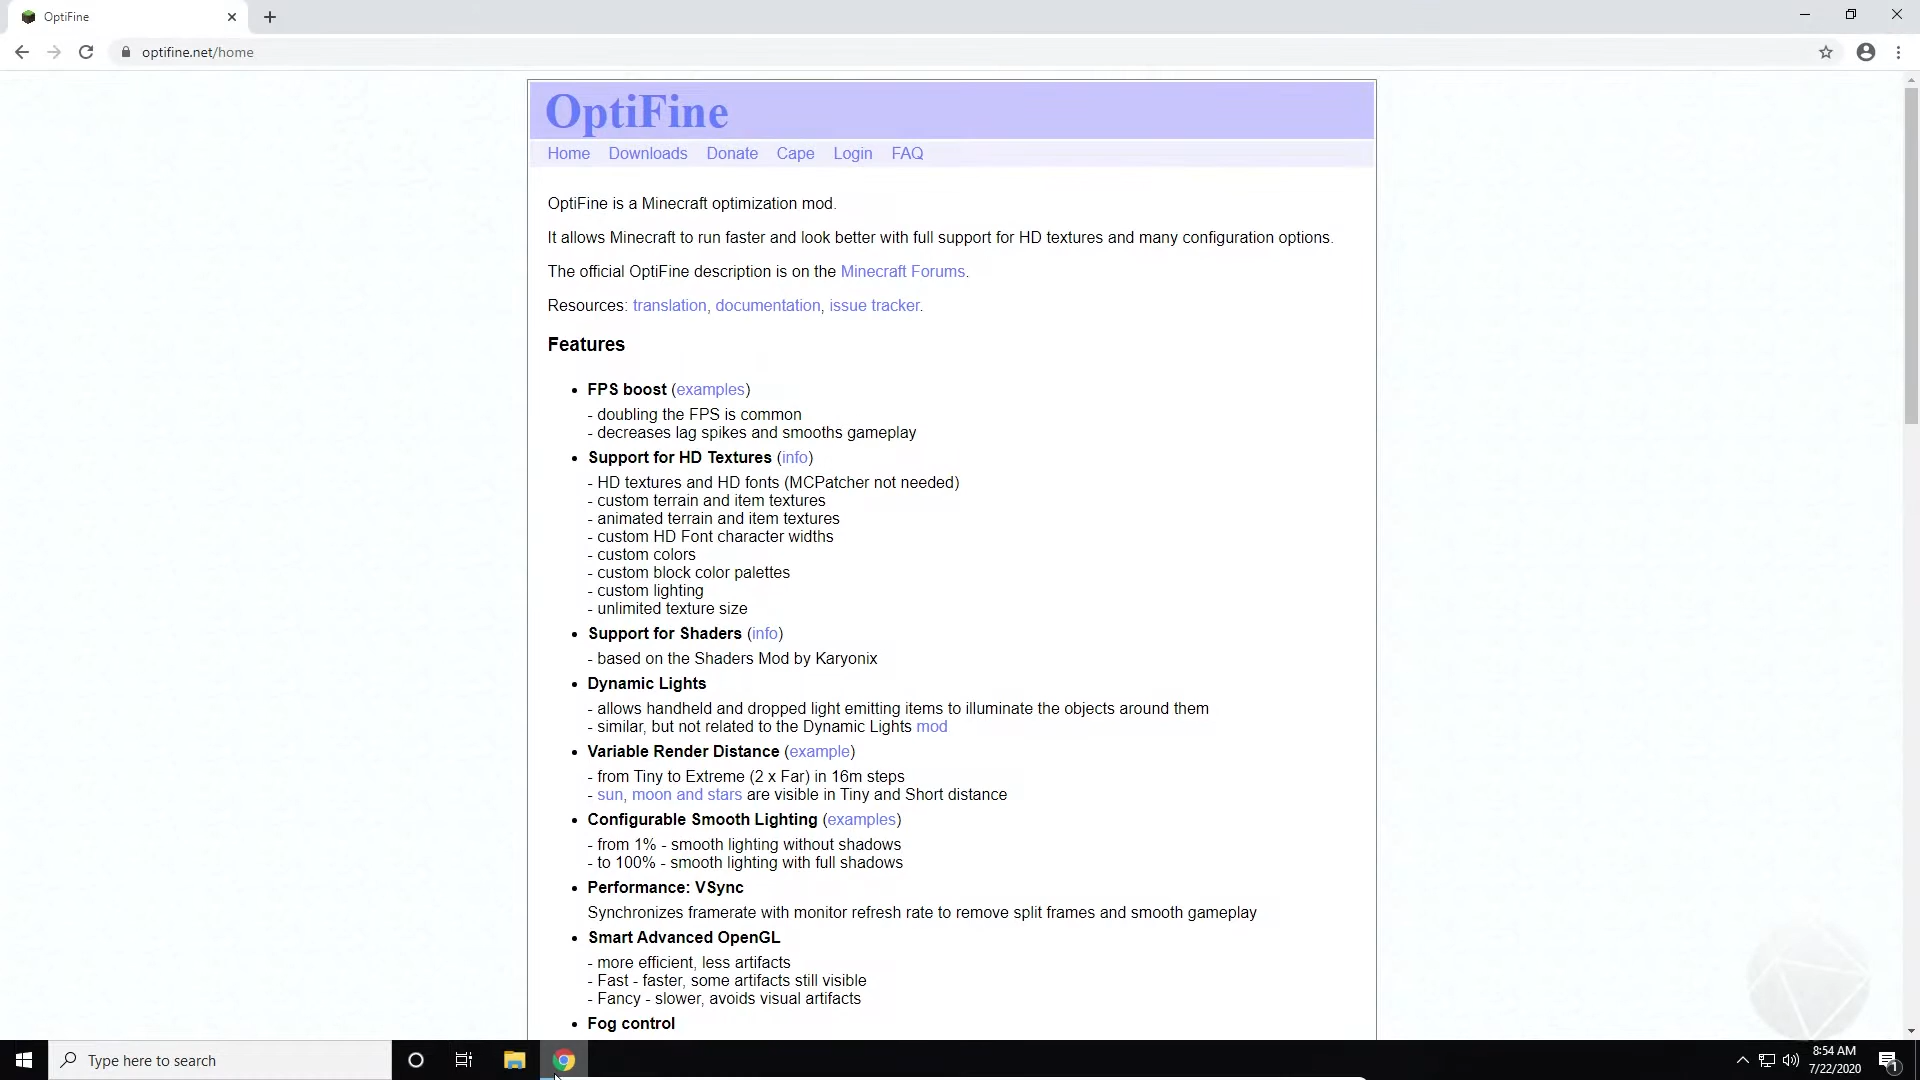 OptiFine
optifine.net/home
OptiFine
Home Downloads Donate Cape Login FAQ
OptiFine is a Minecraft optimization mod.
It allows Minecraft to run faster and look better with full support for HD textures and many configuration options.
The official OptiFine description is on the Minecraft Forums.
Resources: translation, documentation, issue tracker.
Features
• FPS boost (examples)
- doubling the FPS is common
- decreases lag spikes and smooths gameplay
• Support for HD Textures (info)
- HD textures and HD fonts (MCPatcher not needed)
- custom terrain and item textures
- animated terrain and item textures
- custom HD Font character widths
- custom colors
- custom block color palettes
- custom lighting
- unlimited texture size
• Support for Shaders (info)
- based on the Shaders Mod by Karyonix
• Dynamic Lights
- allows handheld and dropped light emitting items to illuminate the objects around them
- similar, but not related to the Dynamic Lights mod
• Variable Render Distance (example)
- from Tiny to Extreme (2 x Far) in 16m steps
- sun, moon and stars are visible in Tiny and Short distance
• Configurable Smooth Lighting (examples)
- from 1% - smooth lighting without shadows
- to 100% - smooth lighting with full shadows
• Performance: VSync
Synchronizes framerate with monitor refresh rate to remove split frames and smooth gameplay
• Smart Advanced OpenGL
- more efficient, less artifacts
- Fast - faster, some artifacts still visible
- Fancy - slower, avoids visual artifacts
• Fog control
Type here to search
8:54 AM
7/22/2020
1